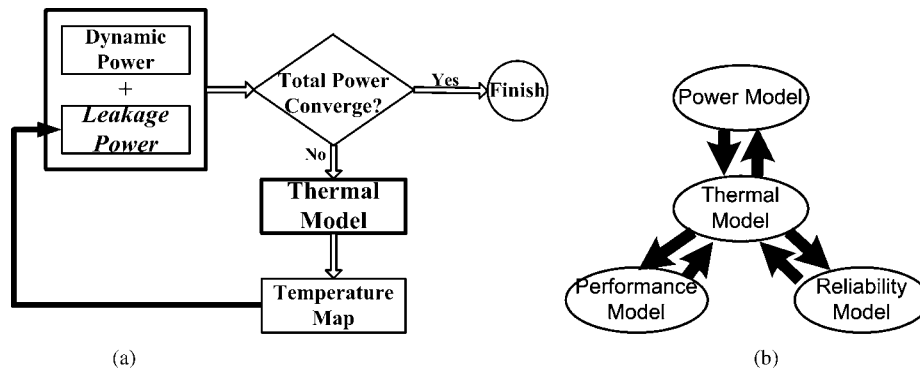 Dynamic
Power
+
Leakage
Power
Total Power
Converge?
Yes
Finish
No
Thermal
Model
Temperature
Map
(a)
Power Model
Thermal
Model
Performance
Model
Reliability
Model
(b)